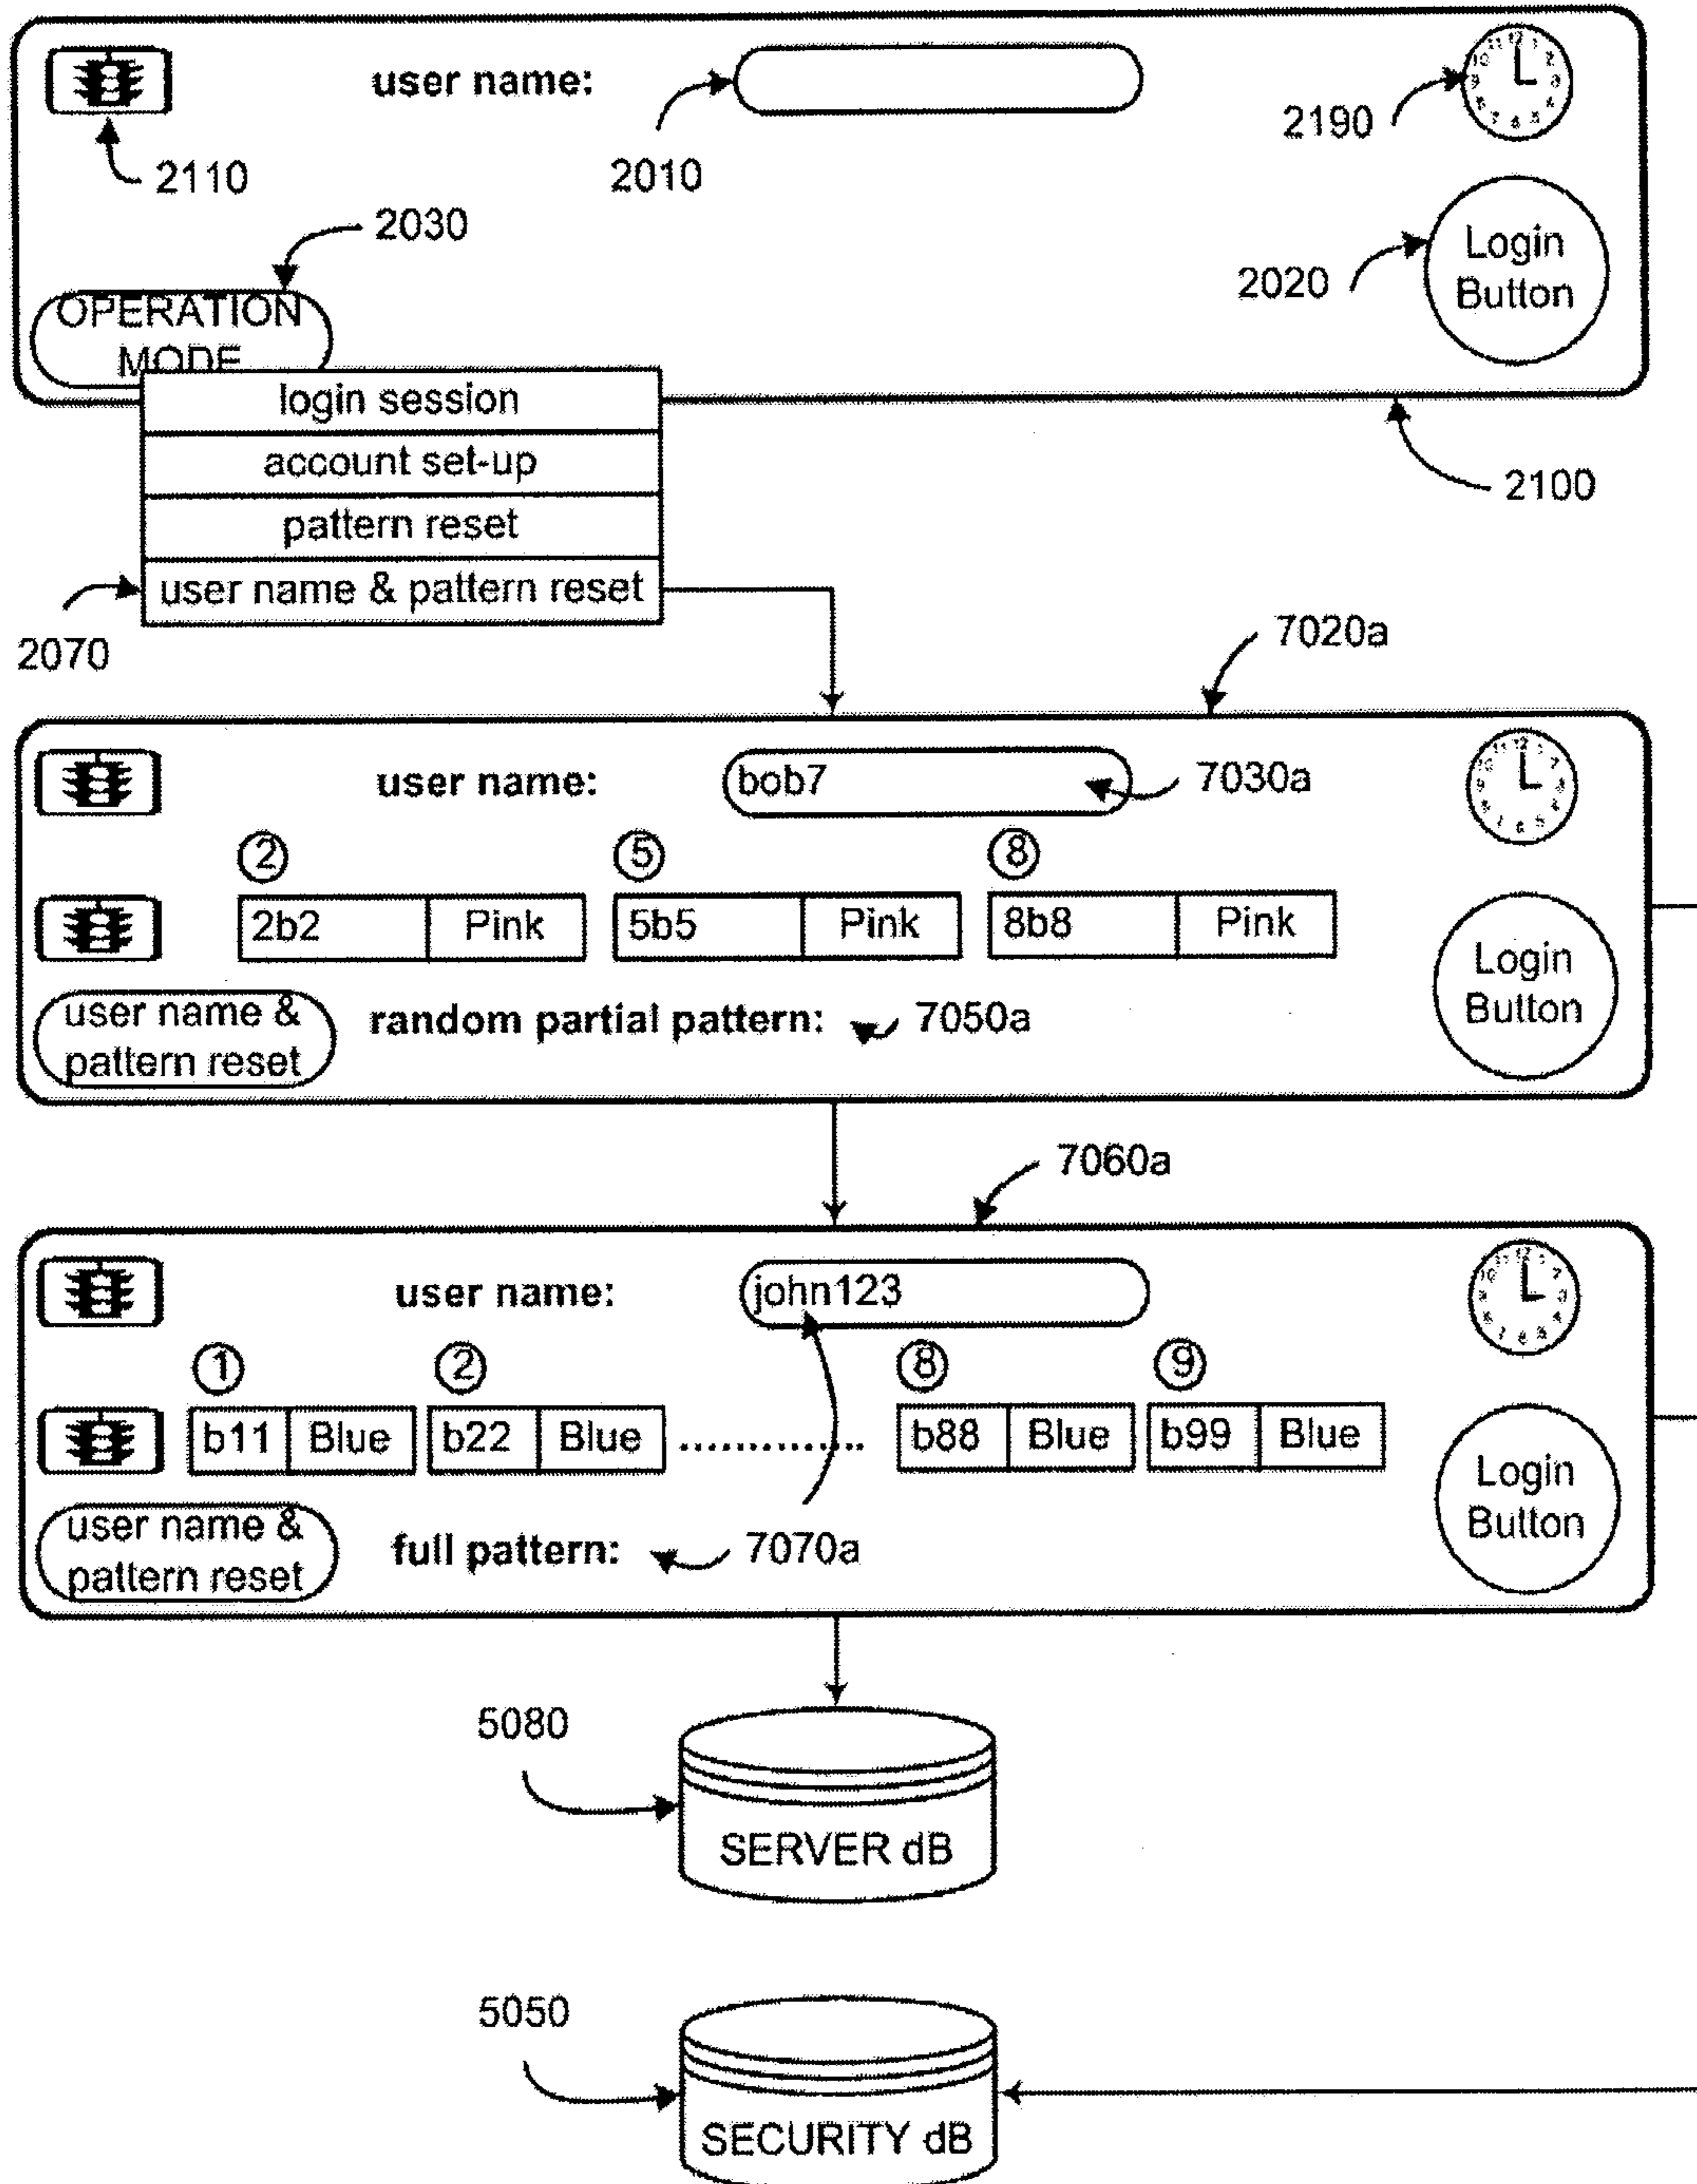 user name:
2190
2110
2010
2030
2020
Login
Button
OPERATION
MODE
login session
account set-up
2100
pattern reset
user name & pattern reset
2070
7020a
user name:
bob7
7030a
2 5 8
2b2 Pink 5b5 Pink 8b8 Pink
Login
Button
user name &
pattern reset
random partial pattern:
7050a
7060a
user name:
john123
1 2 8 9
b11 Blue b22 Blue .............. b88 Blue b99 Blue
Login
Button
user name &
pattern reset
full pattern:
7070a
5080
SERVER dB
5050
SECURITY dB